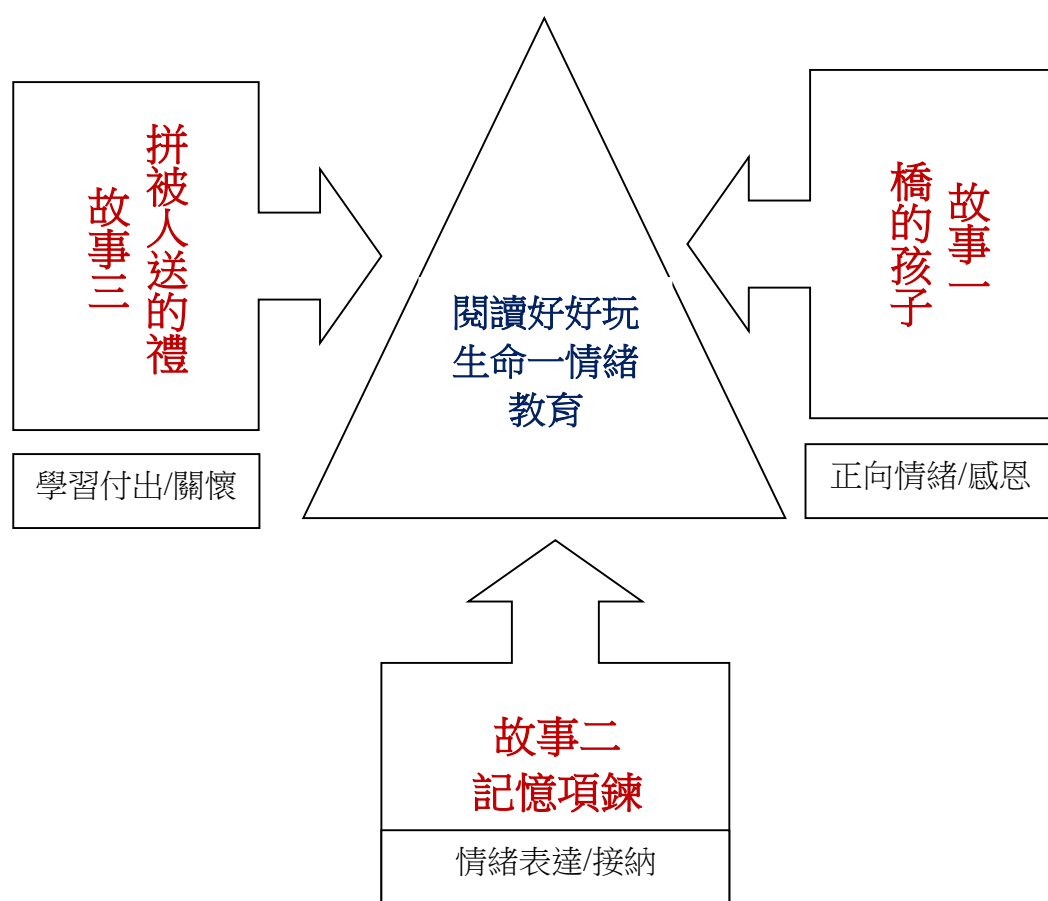 拼被人送的禮
故事三
學習付出/關懷
閱讀好好玩
生命一情緒
教育
故事一
橋的孩子
正向情緒/感恩
故事二
記憶項鍊
情緒表達/接納